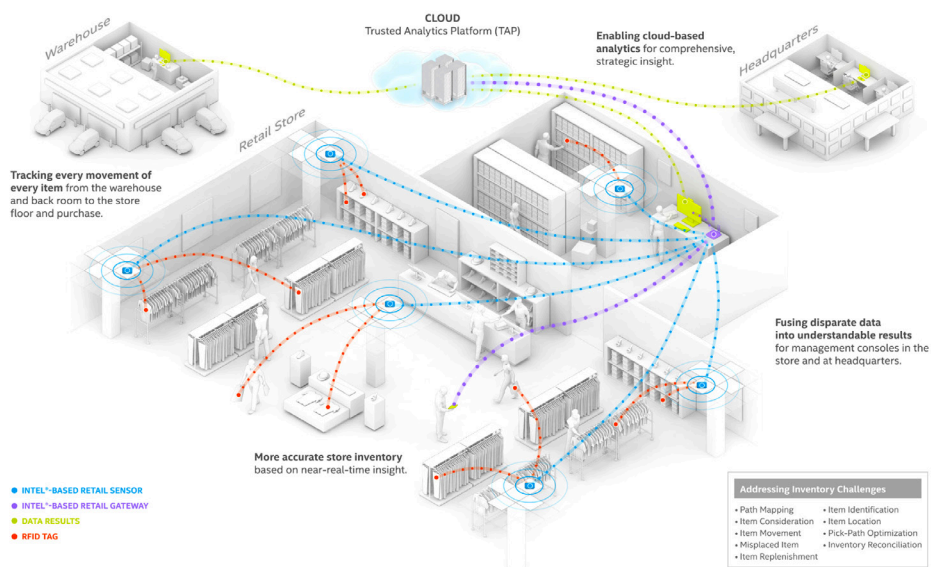 CLOUD
Trusted Analytics Platform (TAP)
Warehouse
Enabling cloud-based
analytics for comprehensive,
strategic insight.
Headquarters
Retail Store
Tracking every movement of
every item from the warehouse
and back room to the store
floor and purchase.
Fusing disparate data
into understandable results
for management consoles in the
store and at headquarters.
More accurate store inventory
based on near-real-time insight.
• INTEL®-BASED RETAIL SENSOR
• INTEL®-BASED RETAIL GATEWAY
• DATA RESULTS
• RFID TAG
Addressing Inventory Challenges
• Path Mapping
• Item Consideration
• Item Movement
• Misplaced Item
• Item Replenishment
• Item Identification
• Item Location
• Pick-Path Optimization
• Inventory Reconciliation